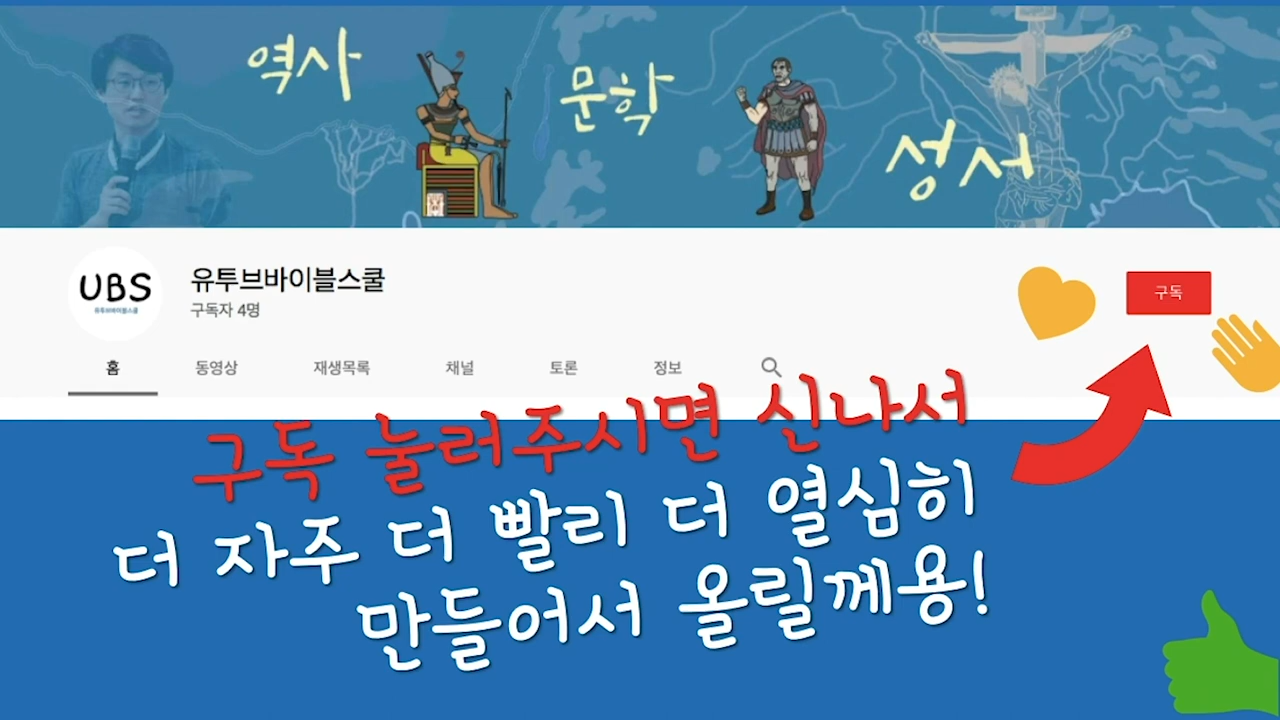 역사
문학
성서
UBS
유투브바이블스쿨
유투브바이블스쿨
구독자 4명
구독
홈 동영상 재생목록 채널 토론 정보
구독 눌러주시면 신나서
더 자주 더 빨리 더 열심히
만들어서 올릴께용!